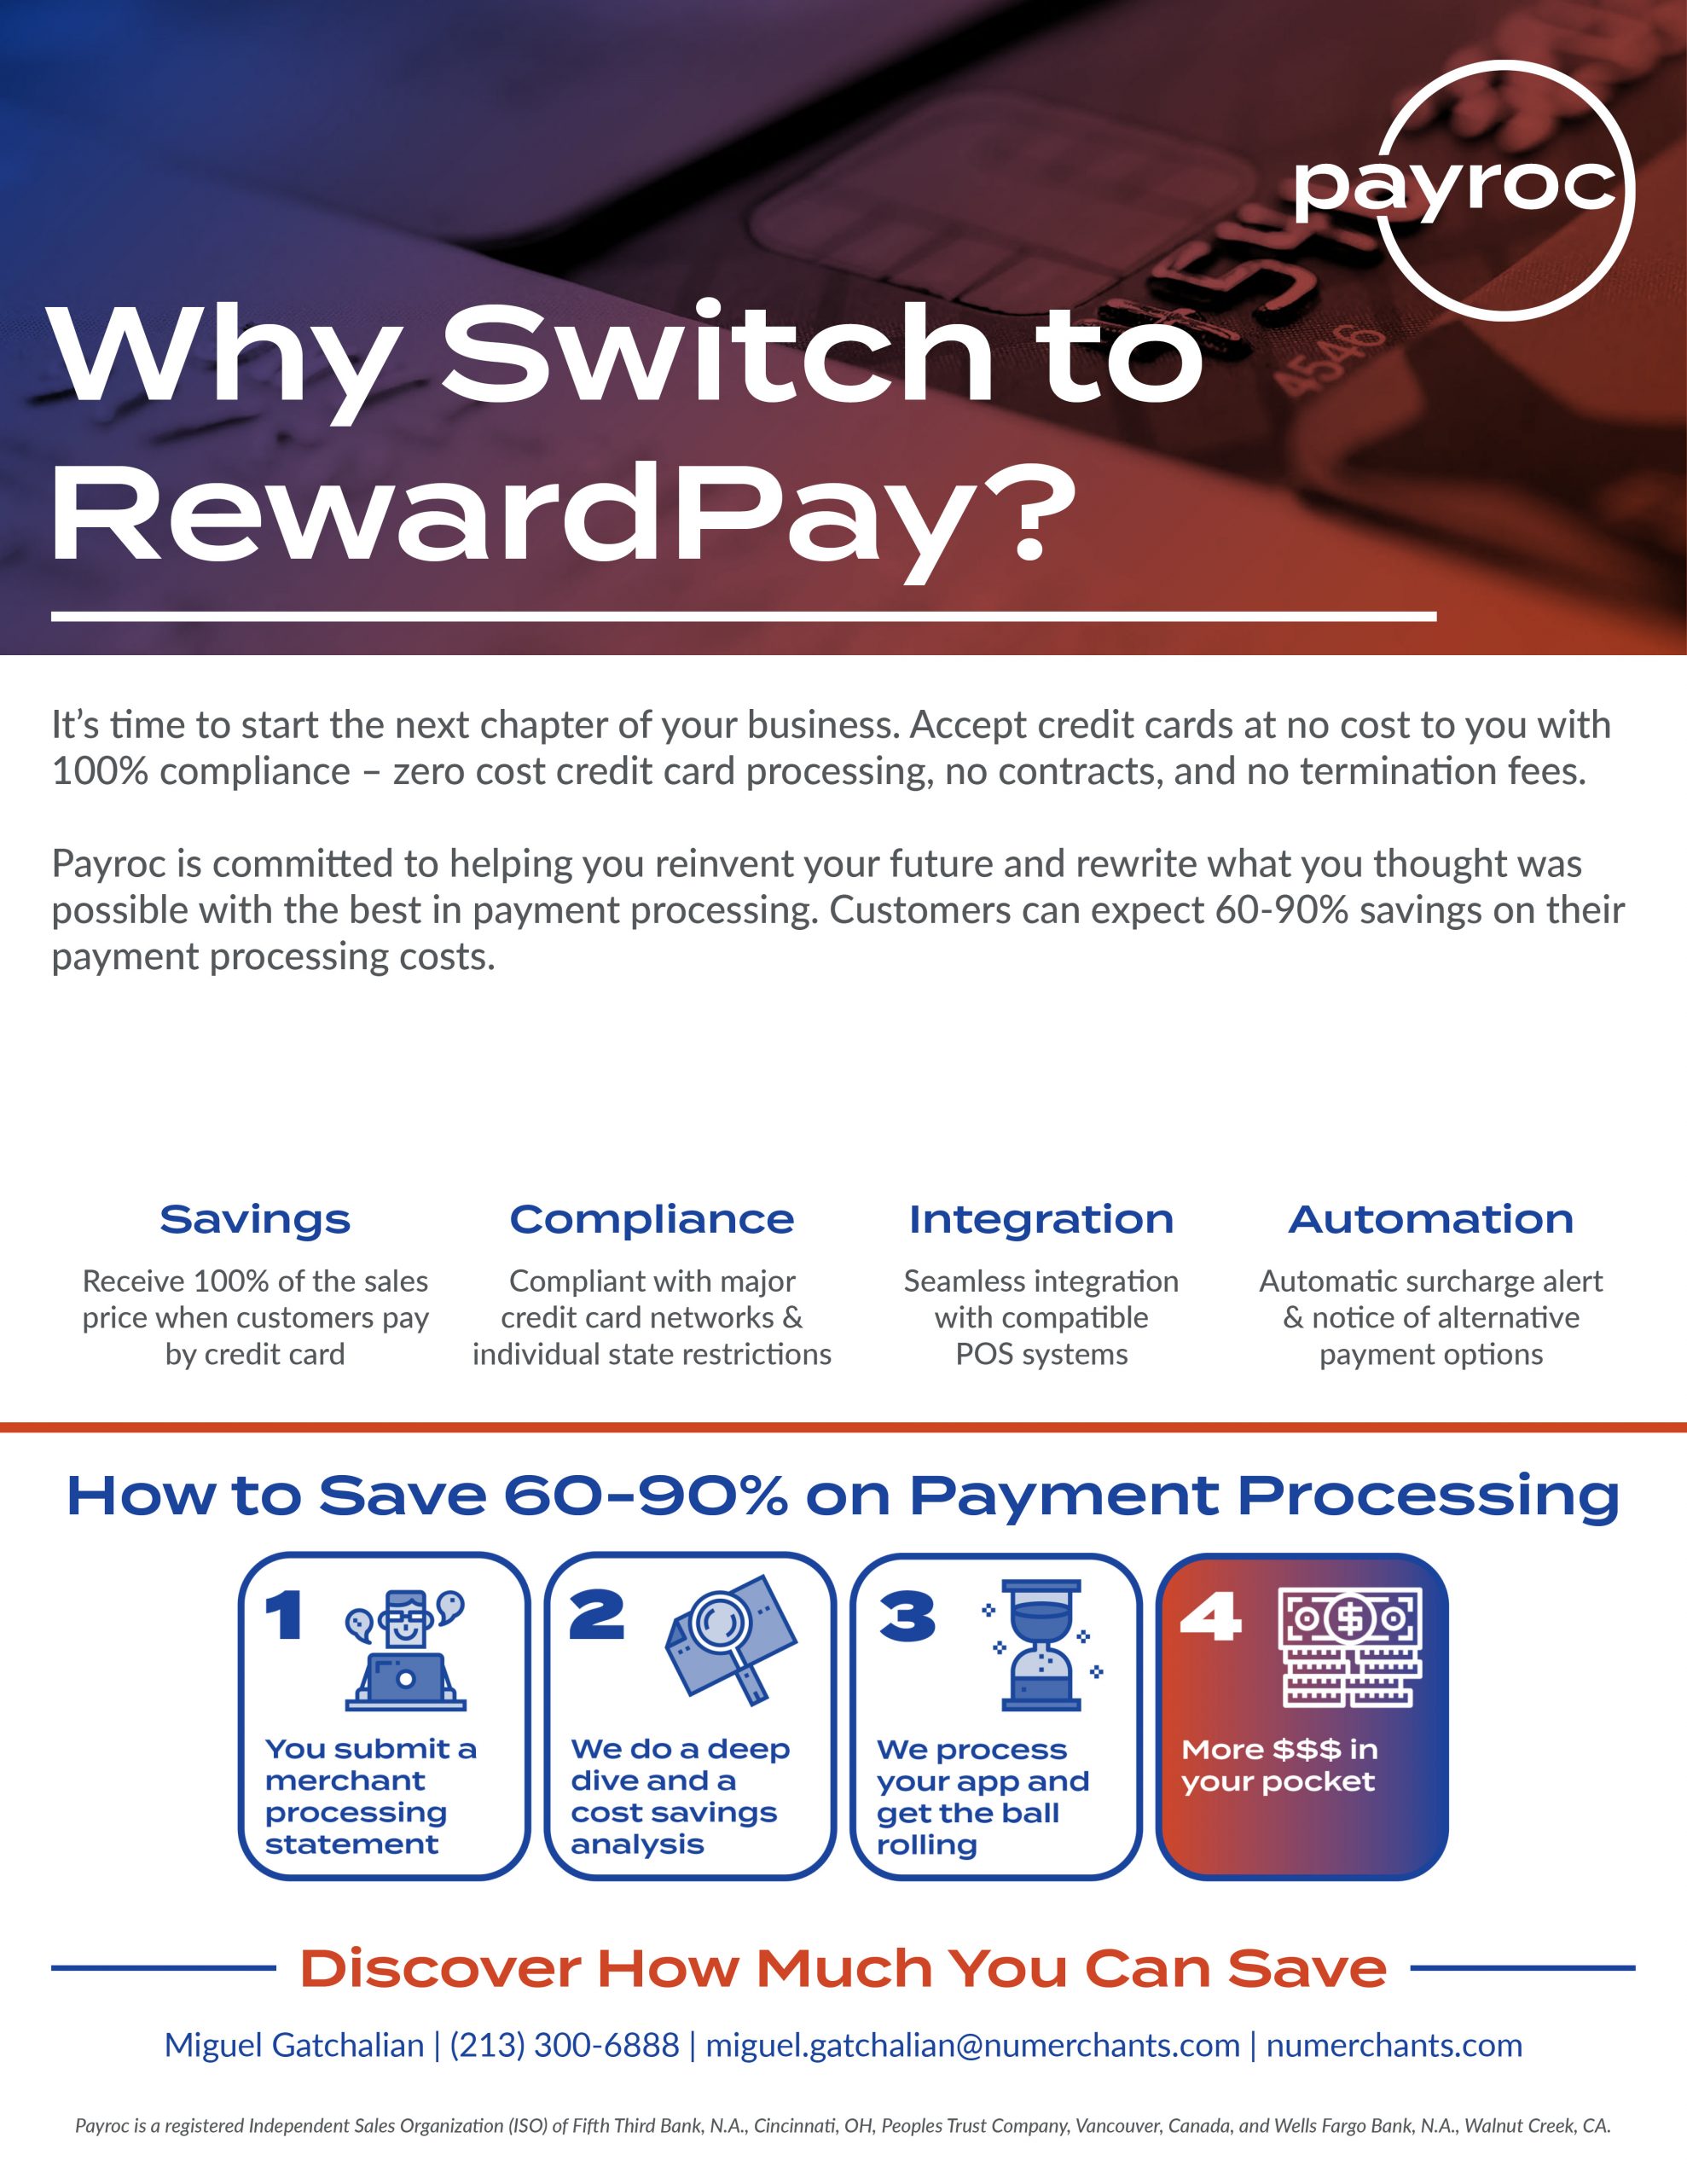 payroc
Why Switch to
RewardPay?
It's time to start the next chapter of your business. Accept credit cards at no cost to you with
100% compliance – zero cost credit card processing, no contracts, and no termination fees.
Payroc is committed to helping you reinvent your future and rewrite what you thought was
possible with the best in payment processing. Customers can expect 60-90% savings on their
payment processing costs.
Savings
Receive 100% of the sales
price when customers pay
by credit card
Compliance
Compliant with major
credit card networks &
individual state restrictions
Integration
Seamless integration
with compatible
POS systems
Automation
Automatic surcharge alert
& notice of alternative
payment options
How to Save 60-90% on Payment Processing
1
You submit a
merchant
processing
statement
2
We do a deep
dive and a
cost savings
analysis
3
We process
your app and
get the ball
rolling
4
More $$$ in
your pocket
Discover How Much You Can Save
Miguel Gatchalian | (213) 300-6888 | miguel.gatchalian@numerchants.com | numerchants.com
Payroc is a registered Independent Sales Organization (ISO) of Fifth Third Bank, N.A., Cincinnati, OH, Peoples Trust Company, Vancouver, Canada, and Wells Fargo Bank, N.A., Walnut Creek, CA.